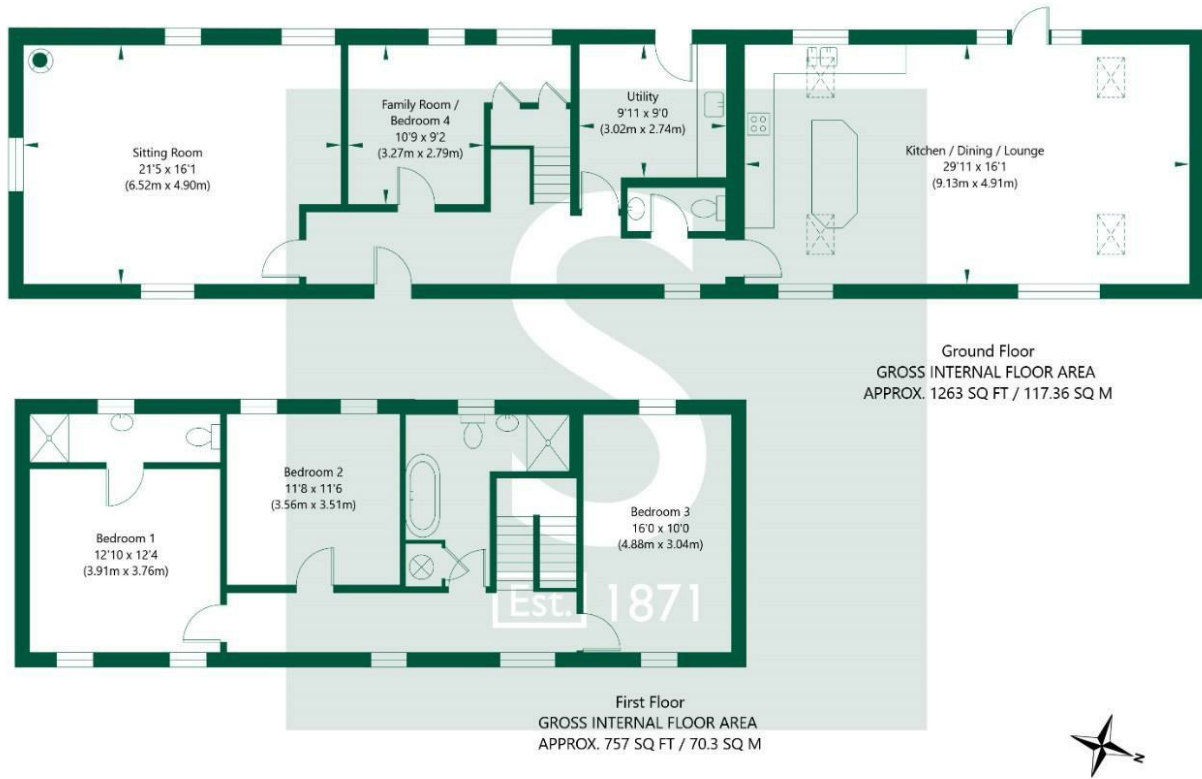 Sitting Room
21'5 x 16'1
(6.52m x 4.90m)
Family Room /
Bedroom 4
10'9 x 9'2
(3.27m x 2.79m)
Utility
9'11 x 9'0
(3.02m x 2.74m)
Kitchen / Dining / Lounge
29'11 x 16'1
(9.13m x 4.91m)
Ground Floor
GROSS INTERNAL FLOOR AREA
APPROX. 1263 SQ FT / 117.36 SQ M
S
Est. 1871
Bedroom 1
12'10 x 12'4
(3.91m x 3.76m)
Bedroom 2
11'8 x 11'6
(3.56m x 3.51m)
Bedroom 3
16'0 x 10'0
(4.88m x 3.04m)
First Floor
GROSS INTERNAL FLOOR AREA
APPROX. 757 SQ FT / 70.3 SQ M
N